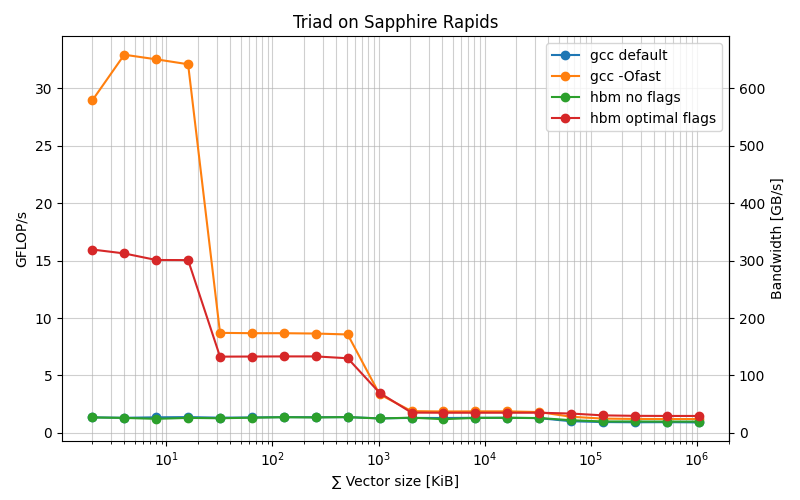 Triad on Sapphire Rapids
gcc default
gcc -Ofast
hbm no flags
hbm optimal flags
GFLOP/s
30
25
20
15
10
5
0
Bandwidth [GB/s]
600
500
400
300
200
100
0
10¹
10²
10³
10⁴
10⁵
10⁶
∑ Vector size [KiB]